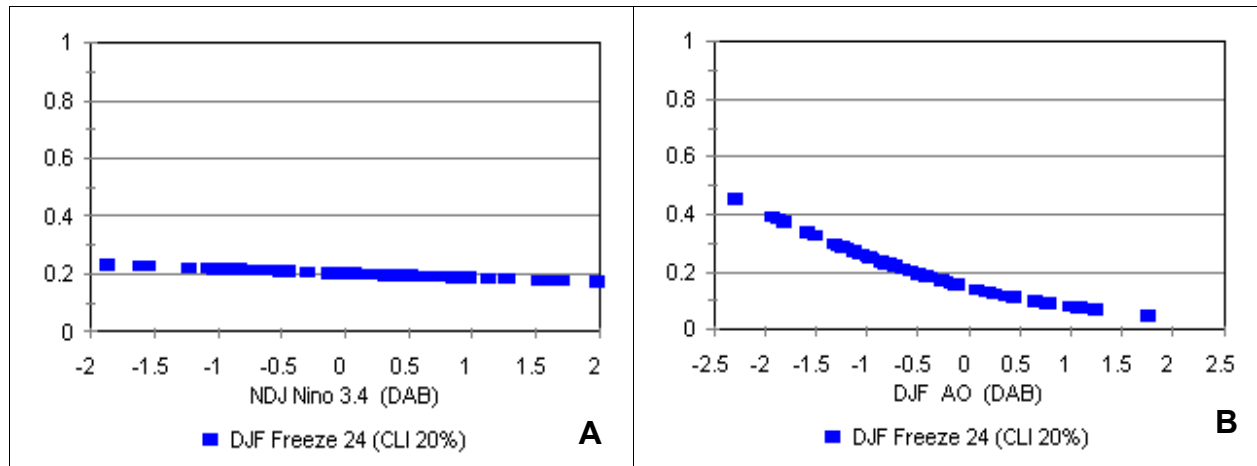 1
0.8
0.6
0.4
0.2
0
-2 -1.5 -1 -0.5 0 0.5 1 1.5 2
NDJ Nino 3.4 (DAB)
DJF Freeze 24 (CLI 20%)
A
1
0.8
0.6
0.4
0.2
0
-2.5 -2 -1.5 -1 -0.5 0 0.5 1 1.5 2 2.5
DJF AO (DAB)
DJF Freeze 24 (CLI 20%)
B